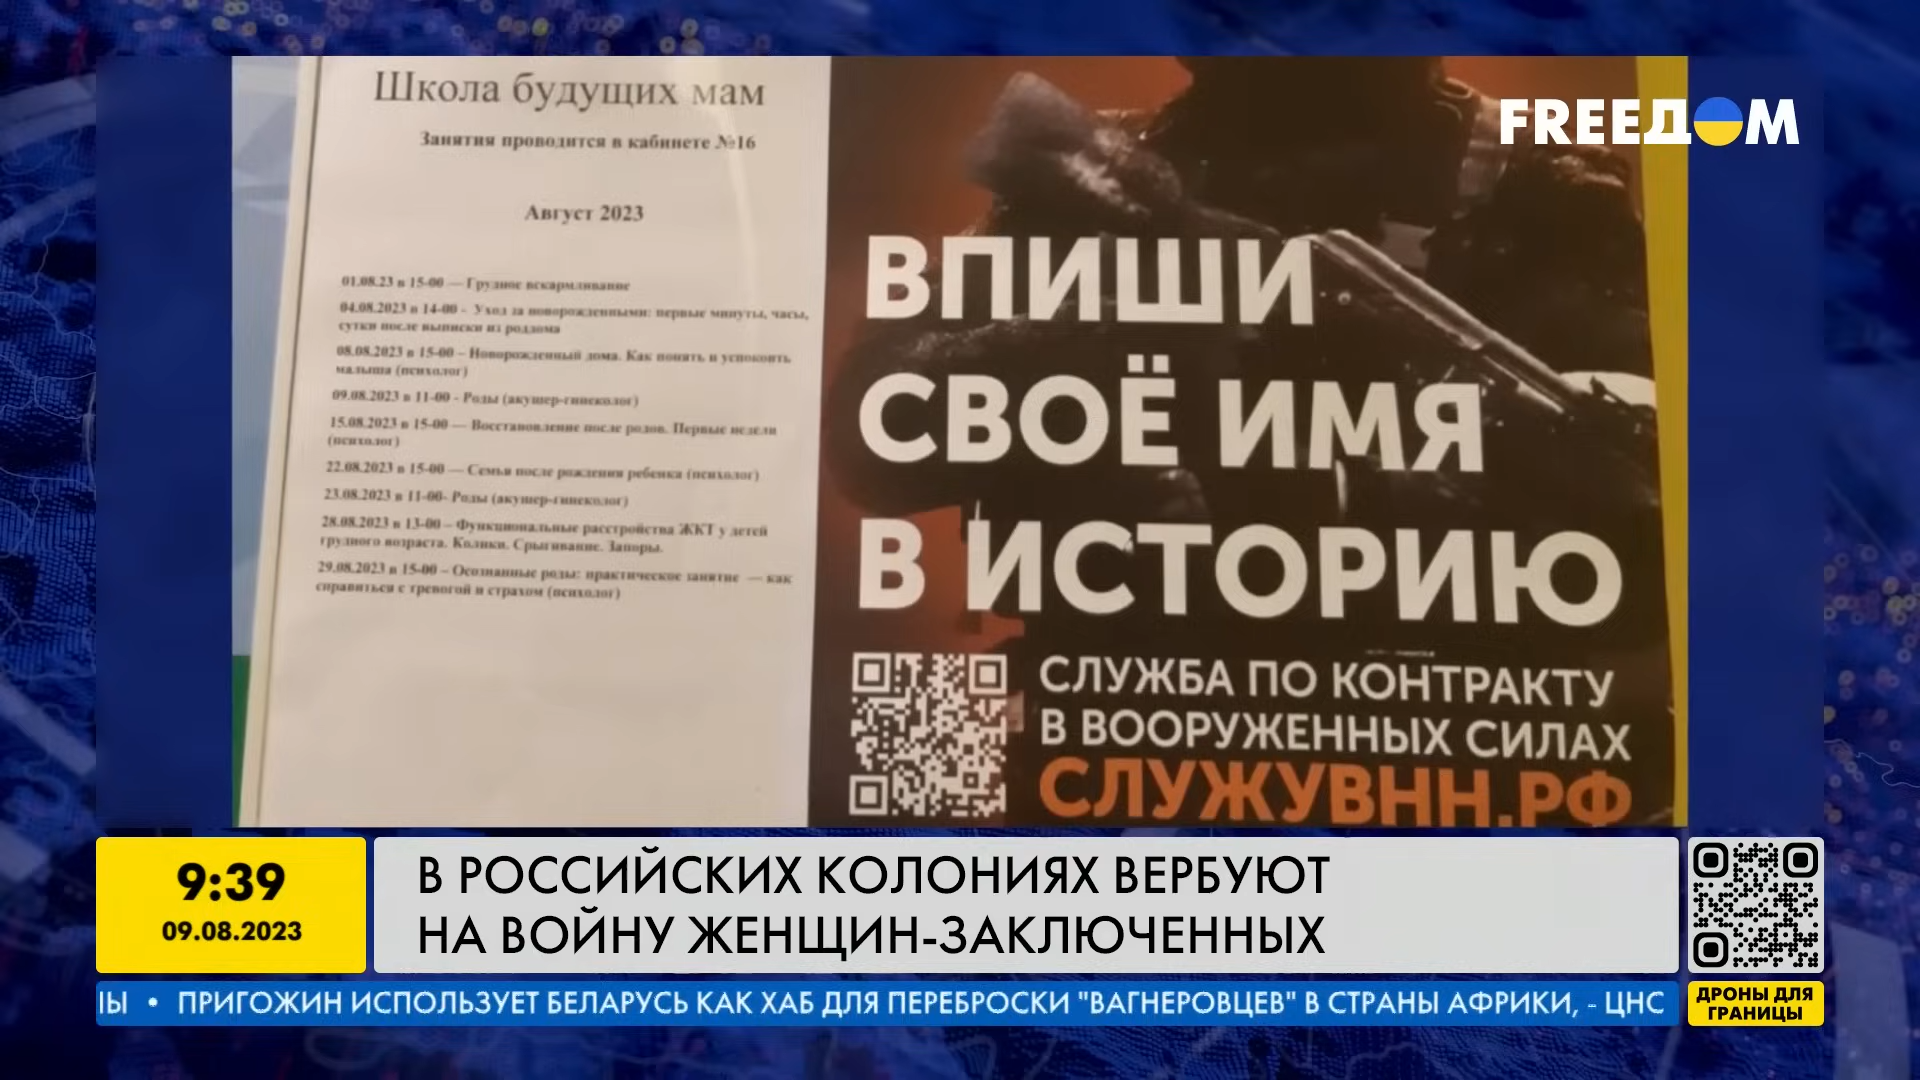 Школа будущих мам
Занятия проводится в кабинете №16
Август 2023
01.08.23 в 15-00 — Грудное вскармливание
04.08.2023 в 14-00 - Уход за новорожденными: первые минуты, часы,
сутки после выписки из роддома
08.08.2023 в 15-00 – Новорожденный дома. Как понять и успокоить
малыша (психолог)
09.08.2023 в 11-00 - Роды (акушер-гинеколог)
15.08.2023 в 15-00 — Восстановление после родов. Первые недели
(психолог)
22.08.2023 в 15-00 — Семья после рождения ребенка (психолог)
23.08.2023 в 11-00- Роды (акушер-гинеколог)
28.08.2023 в 13-00 – Функциональные расстройства ЖКТ у детей
грудного возраста. Колики. Срыгивание. Запоры.
29.08.2023 в 15-00 – Осознанные роды: практическое занятие — как
справиться с тревогой и страхом (психолог)
ВПИШИ
СВОЁ ИМЯ
В ИСТОРИЮ
СЛУЖБА ПО КОНТРАКТУ
В ВООРУЖЕННЫХ СИЛАХ
СЛУЖУВНН.РФ
FREEДOM
9:39
09.08.2023
В РОССИЙСКИХ КОЛОНИЯХ ВЕРБУЮТ
НА ВОЙНУ ЖЕНЩИН-ЗАКЛЮЧЕННЫХ
ПРИГОЖИН ИСПОЛЬЗУЕТ БЕЛАРУСЬ КАК ХАБ ДЛЯ ПЕРЕБРОСКИ "ВАГНЕРОВЦЕВ" В СТРАНЫ АФРИКИ, - ЦНС
ДРОНЫ ДЛЯ
ГРАНИЦЫ